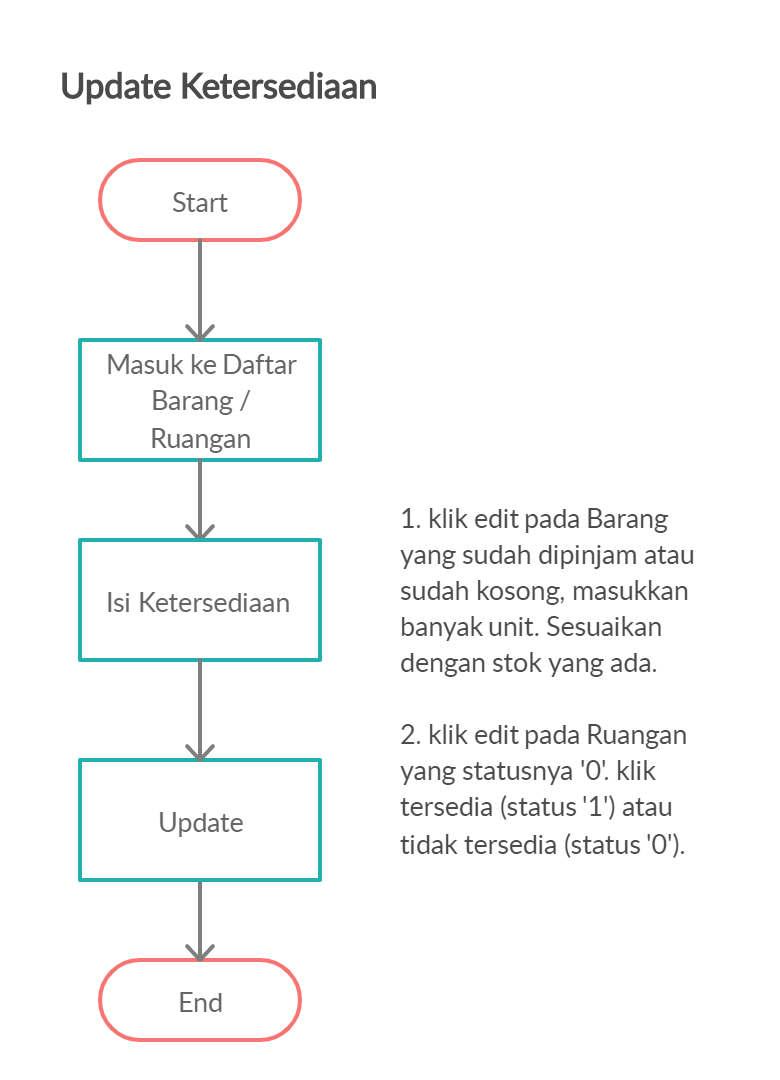 Update Ketersediaan
Start
Masuk ke Daftar
Barang /
Ruangan
Isi Ketersediaan
1. klik edit pada Barang
yang sudah dipinjam atau
sudah kosong, masukkan
banyak unit. Sesuaikan
dengan stok yang ada.
2. klik edit pada Ruangan
yang statusnya '0'. klik
tersedia (status '1') atau
tidak tersedia (status '0').
Update
End